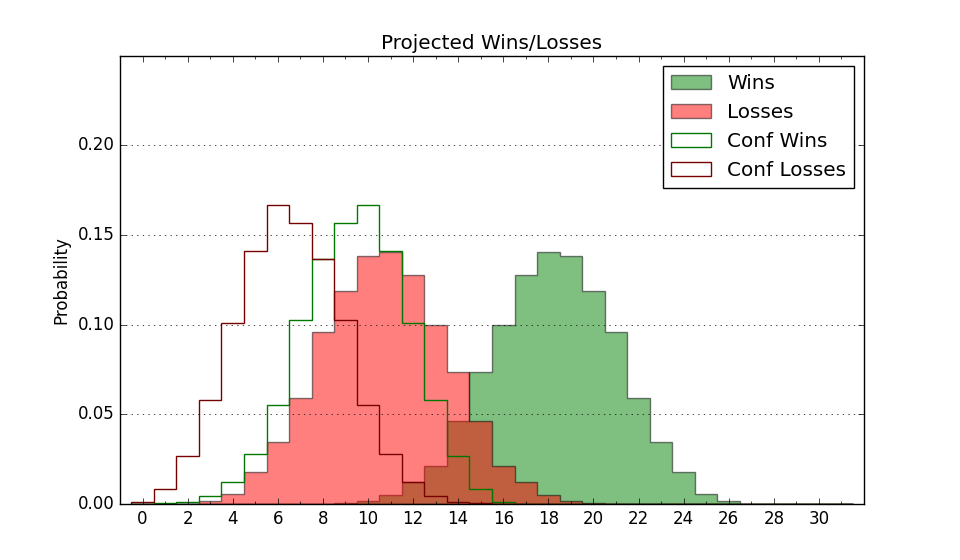 Projected Wins/Losses
Wins
Losses
Conf Wins
Conf Losses
Probability
0.20
0.15
0.10
0.05
0.00
0 2 4 6 8 10 12 14 16 18 20 22 24 26 28 30